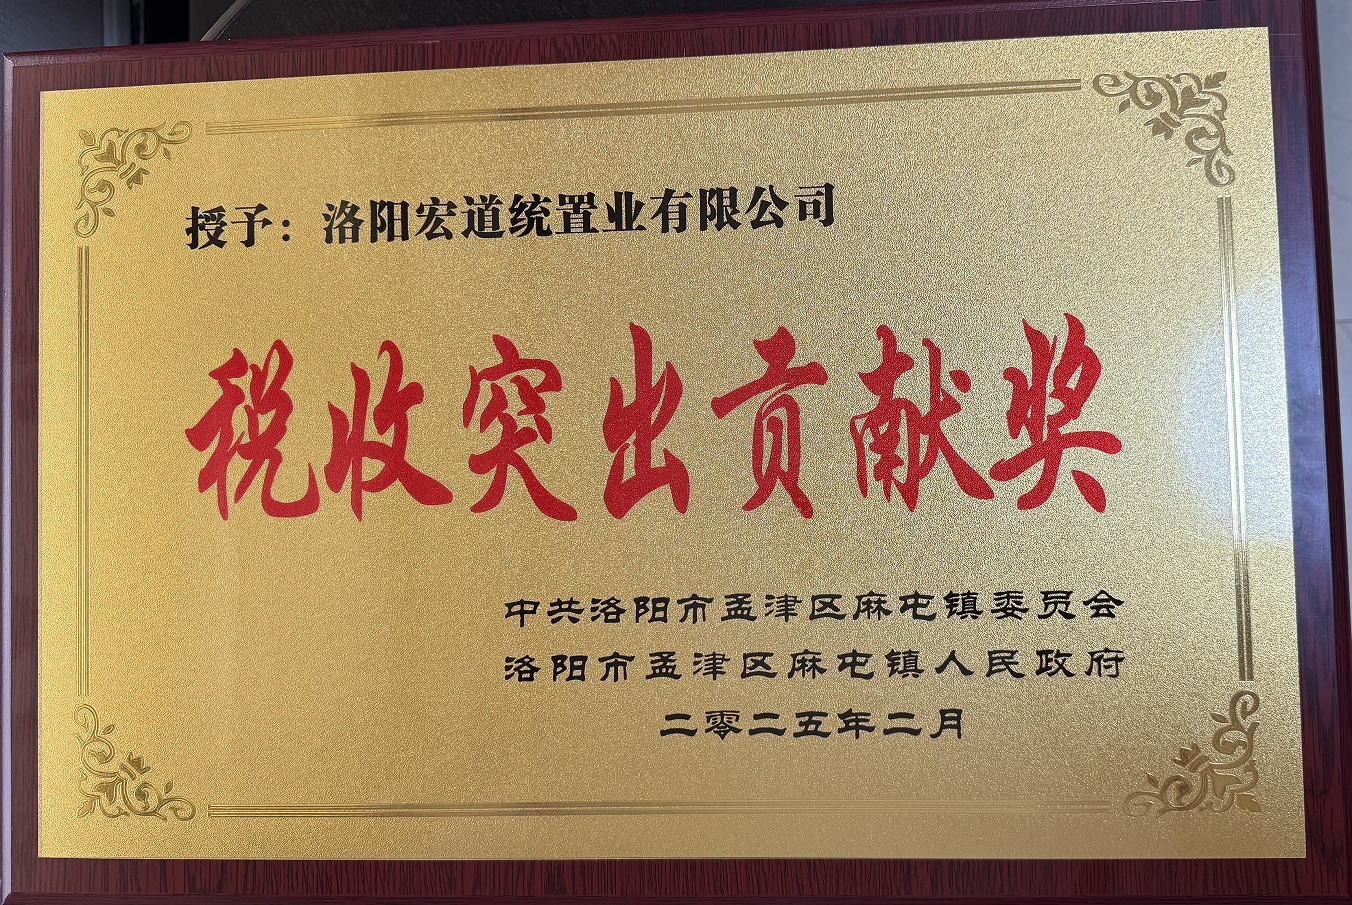 授予：洛阳宏道统置业有限公司
税收突出贡献奖
中共洛阳市孟津区麻屯镇委员会
洛阳市孟津区麻屯镇人民政府
二零二五年二月